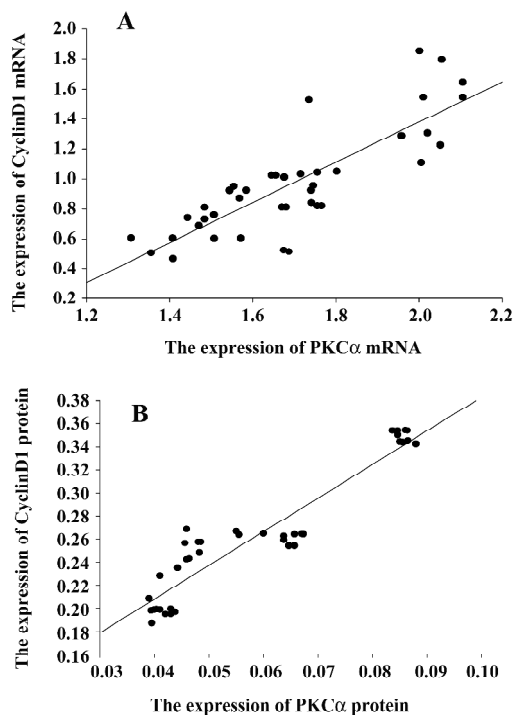 A
The expression of CyclinD1 mRNA
2.0
1.8
1.6
1.4
1.2
1.0
0.8
0.6
0.4
0.2
1.2 1.4 1.6 1.8 2.0 2.2
The expression of PKCα mRNA
B
The expression of CyclinD1 protein
0.38
0.36
0.34
0.32
0.30
0.28
0.26
0.24
0.22
0.20
0.18
0.16
0.03 0.04 0.05 0.06 0.07 0.08 0.09 0.10
The expression of PKCα protein